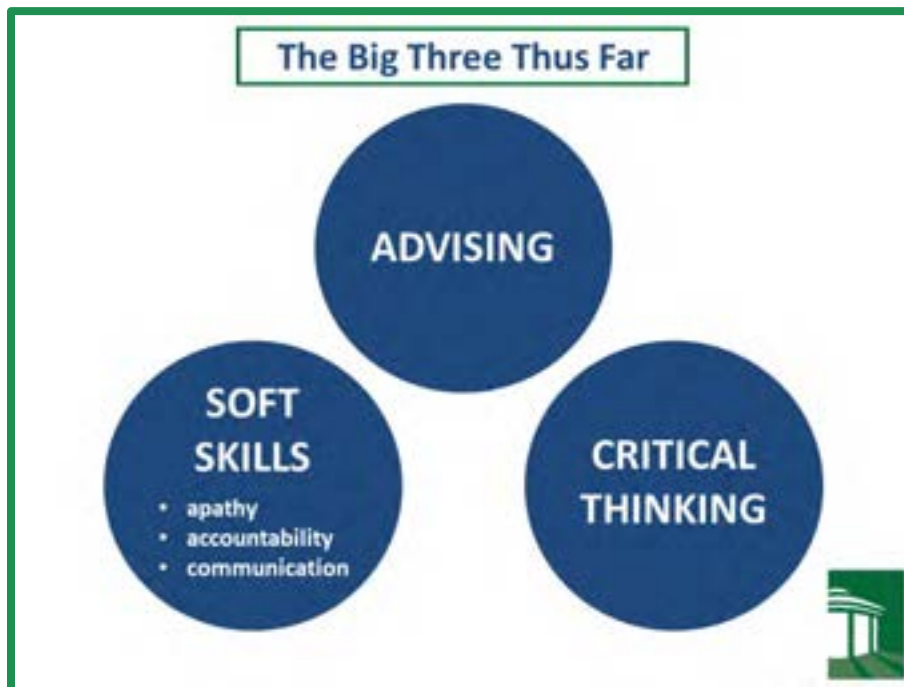 The Big Three Thus Far
ADVISING
SOFT
SKILLS
• apathy
• accountability
• communication
CRITICAL
THINKING